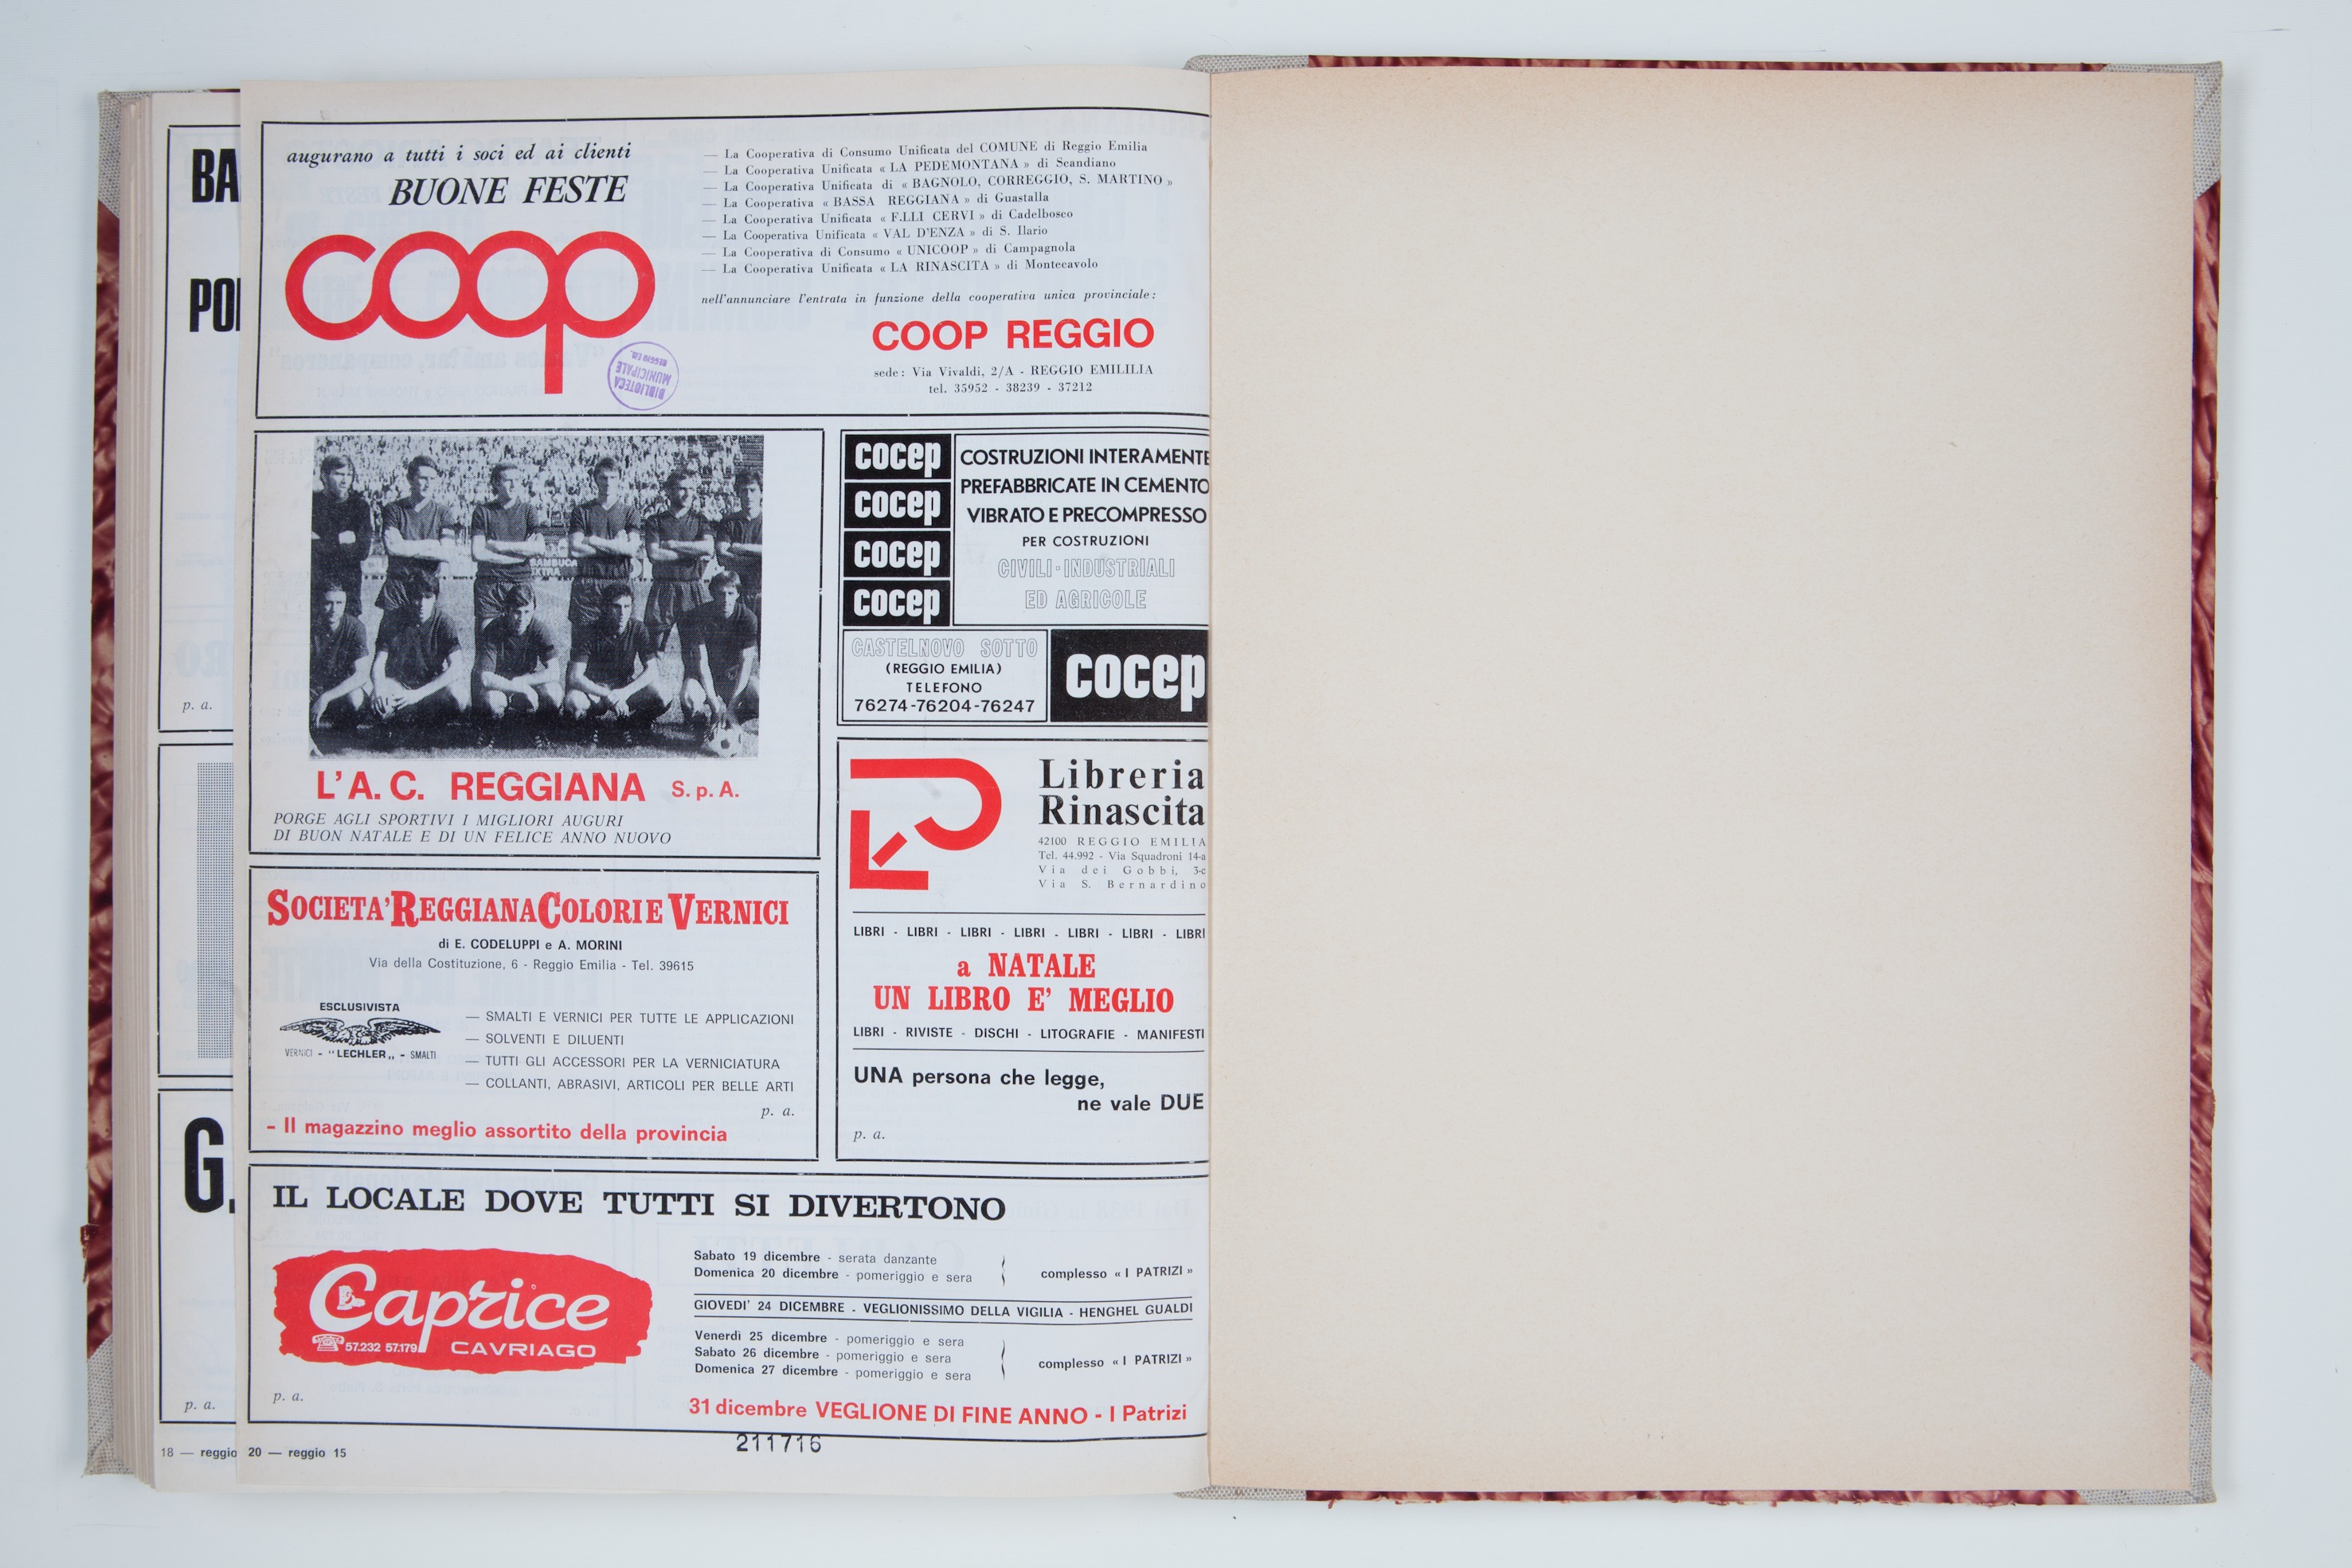 BA
PO
p. a.
G.
p. a.
18 — reggio
augurano a tutti i soci ed ai clienti
BUONE FESTE
coop
BIBLIOTECA
MUNICIPALE
REGGIO EM.
— La Cooperativa di Consumo Unificata del COMUNE di Reggio Emilia
— La Cooperativa Unificata « LA PEDEMONTANA » di Scandiano
— La Cooperativa Unificata di « BAGNOLO, CORREGGIO, S. MARTINO »
— La Cooperativa « BASSA REGGIANA » di Guastalla
— La Cooperativa Unificata « F.LLI CERVI » di Cadelbosco
— La Cooperativa Unificata « VAL D'ENZA » di S. Ilario
— La Cooperativa di Consumo « UNICOOP » di Campagnola
— La Cooperativa Unificata « LA RINASCITA » di Montecavolo
nell'annunciare l'entrata in funzione della cooperativa unica provinciale:
COOP REGGIO
sede: Via Vivaldi, 2/A - REGGIO EMILILIA
tel. 35952 - 38239 - 37212
SAMBUCA
EXTRA
L'A. C. REGGIANA S. p. A.
PORGE AGLI SPORTIVI I MIGLIORI AUGURI
DI BUON NATALE E DI UN FELICE ANNO NUOVO
cocep
cocep
cocep
cocep
COSTRUZIONI INTERAMENTE
PREFABBRICATE IN CEMENTO
VIBRATO E PRECOMPRESSO
PER COSTRUZIONI
CIVILI-INDUSTRIALI
ED AGRICOLE
CASTELNOVO SOTTO
(REGGIO EMILIA)
TELEFONO
76274-76204-76247
cocep
SOCIETA' REGGIANA COLORI E VERNICI
di E. CODELUPPI e A. MORINI
Via della Costituzione, 6 - Reggio Emilia - Tel. 39615
ESCLUSIVISTA
VERNICI - "LECHLER„ - SMALTI
— SMALTI E VERNICI PER TUTTE LE APPLICAZIONI
— SOLVENTI E DILUENTI
— TUTTI GLI ACCESSORI PER LA VERNICIATURA
— COLLANTI, ABRASIVI, ARTICOLI PER BELLE ARTI
p. a.
- Il magazzino meglio assortito della provincia
Libreria
Rinascita
42100 REGGIO EMILIA
Tel. 44.992 - Via Squadroni 14-a
Via dei Gobbi, 3-c
Via S. Bernardino
LIBRI - LIBRI - LIBRI - LIBRI - LIBRI - LIBRI - LIBRI
a NATALE
UN LIBRO E' MEGLIO
LIBRI - RIVISTE - DISCHI - LITOGRAFIE - MANIFESTI
UNA persona che legge,
ne vale DUE
p. a.
IL LOCALE DOVE TUTTI SI DIVERTONO
Caprice
57.232 57.179 CAVRIAGO
p. a.
Sabato 19 dicembre - serata danzante
Domenica 20 dicembre - pomeriggio e sera
complesso « I PATRIZI »
GIOVEDI' 24 DICEMBRE - VEGLIONISSIMO DELLA VIGILIA - HENGHEL GUALDI
Venerdì 25 dicembre - pomeriggio e sera
Sabato 26 dicembre - pomeriggio e sera
Domenica 27 dicembre - pomeriggio e sera
complesso « I PATRIZI »
31 dicembre VEGLIONE DI FINE ANNO - I Patrizi
20 — reggio 15
211716